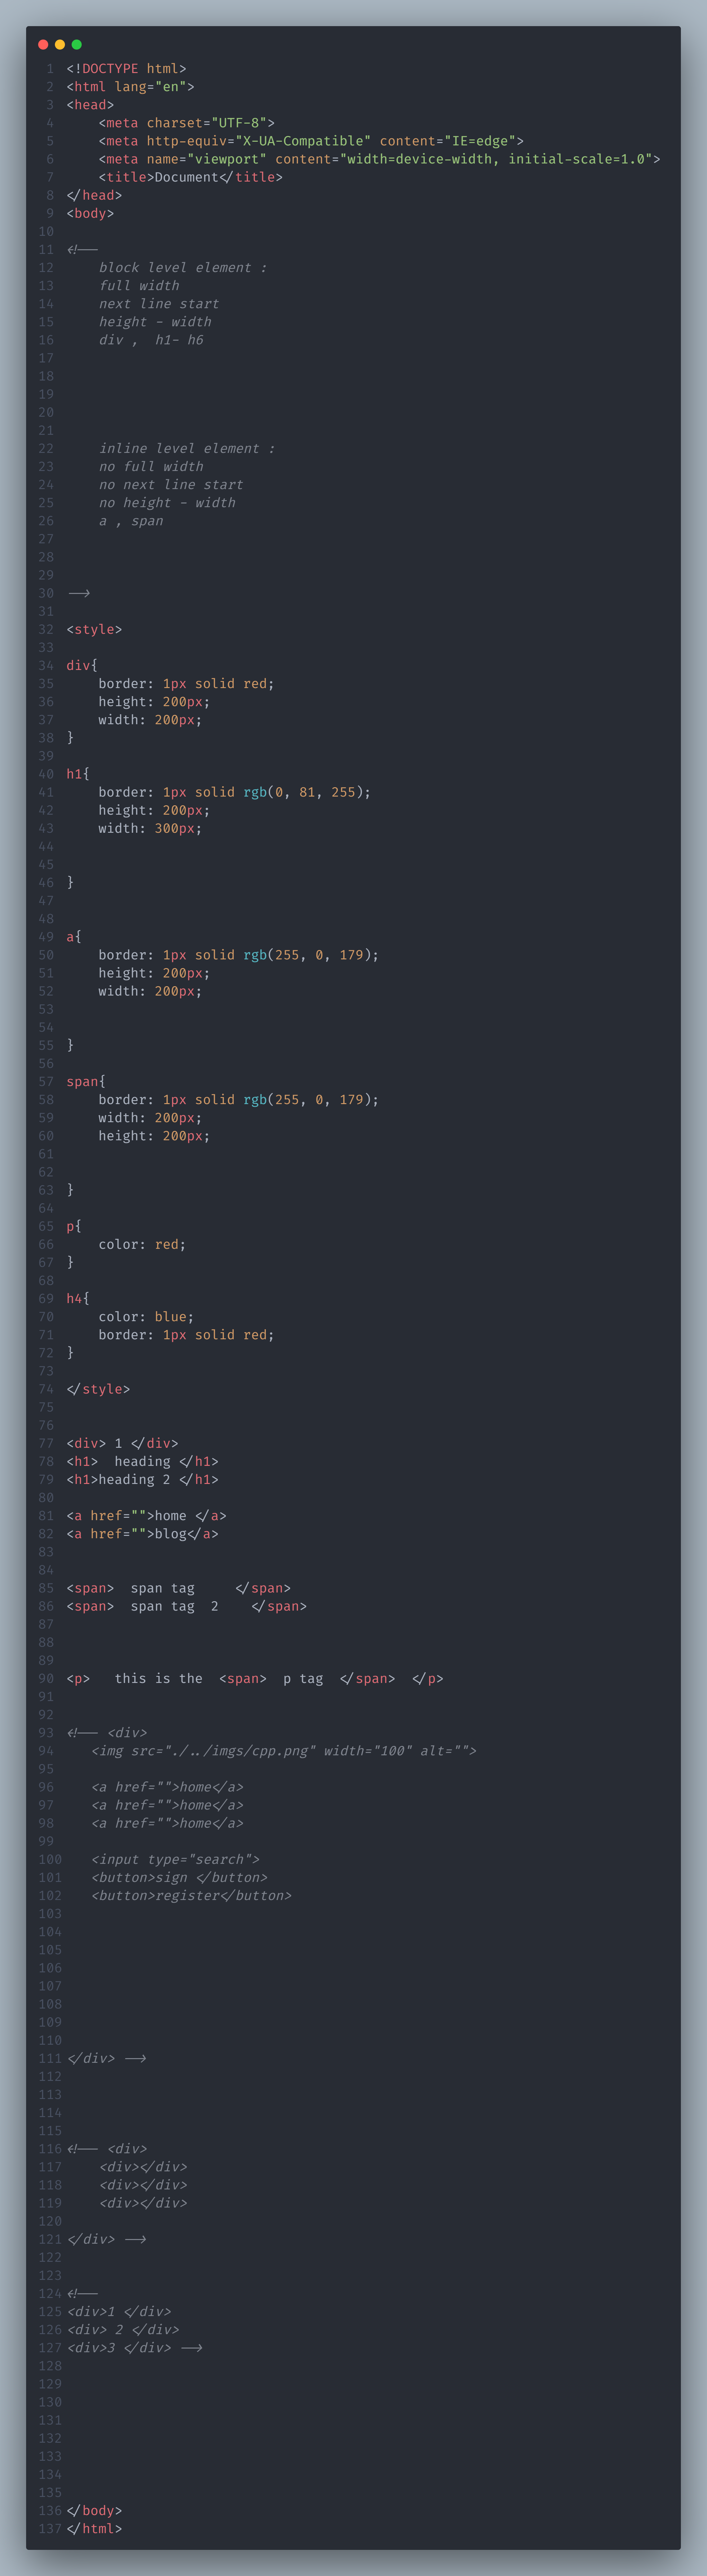 1 <!DOCTYPE html>
2 <html lang="en">
3 <head>
4     <meta charset="UTF-8">
5     <meta http-equiv="X-UA-Compatible" content="IE=edge">
6     <meta name="viewport" content="width=device-width, initial-scale=1.0">
7     <title>Document</title>
8 </head>
9 <body>
10
11 <!--
12     block level element :
13     full width
14     next line start
15     height - width
16     div ,  h1- h6
17
18
19
20
21
22     inline level element :
23     no full width
24     no next line start
25     no height - width
26     a , span
27
28
29
30 -->
31
32 <style>
33
34 div{
35     border: 1px solid red;
36     height: 200px;
37     width: 200px;
38 }
39
40 h1{
41     border: 1px solid rgb(0, 81, 255);
42     height: 200px;
43     width: 300px;
44
45
46 }
47
48
49 a{
50     border: 1px solid rgb(255, 0, 179);
51     height: 200px;
52     width: 200px;
53
54
55 }
56
57 span{
58     border: 1px solid rgb(255, 0, 179);
59     width: 200px;
60     height: 200px;
61
62
63 }
64
65 p{
66     color: red;
67 }
68
69 h4{
70     color: blue;
71     border: 1px solid red;
72 }
73
74 </style>
75
76
77 <div> 1 </div>
78 <h1>  heading </h1>
79 <h1>heading 2 </h1>
80
81 <a href="">home </a>
82 <a href="">blog</a>
83
84
85 <span>  span tag     </span>
86 <span>  span tag  2    </span>
87
88
89
90 <p>   this is the  <span>  p tag  </span>  </p>
91
92
93 <!-- <div>
94    <img src="./../imgs/cpp.png" width="100" alt="">
95
96    <a href="">home</a>
97    <a href="">home</a>
98    <a href="">home</a>
99
100    <input type="search">
101    <button>sign </button>
102    <button>register</button>
103
104
105
106
107
108
109
110
111 </div> -->
112
113
114
115
116 <!-- <div>
117     <div></div>
118     <div></div>
119     <div></div>
120
121 </div> -->
122
123
124 <!--
125 <div>1 </div>
126 <div> 2 </div>
127 <div>3 </div> -->
128
129
130
131
132
133
134
135
136 </body>
137 </html>